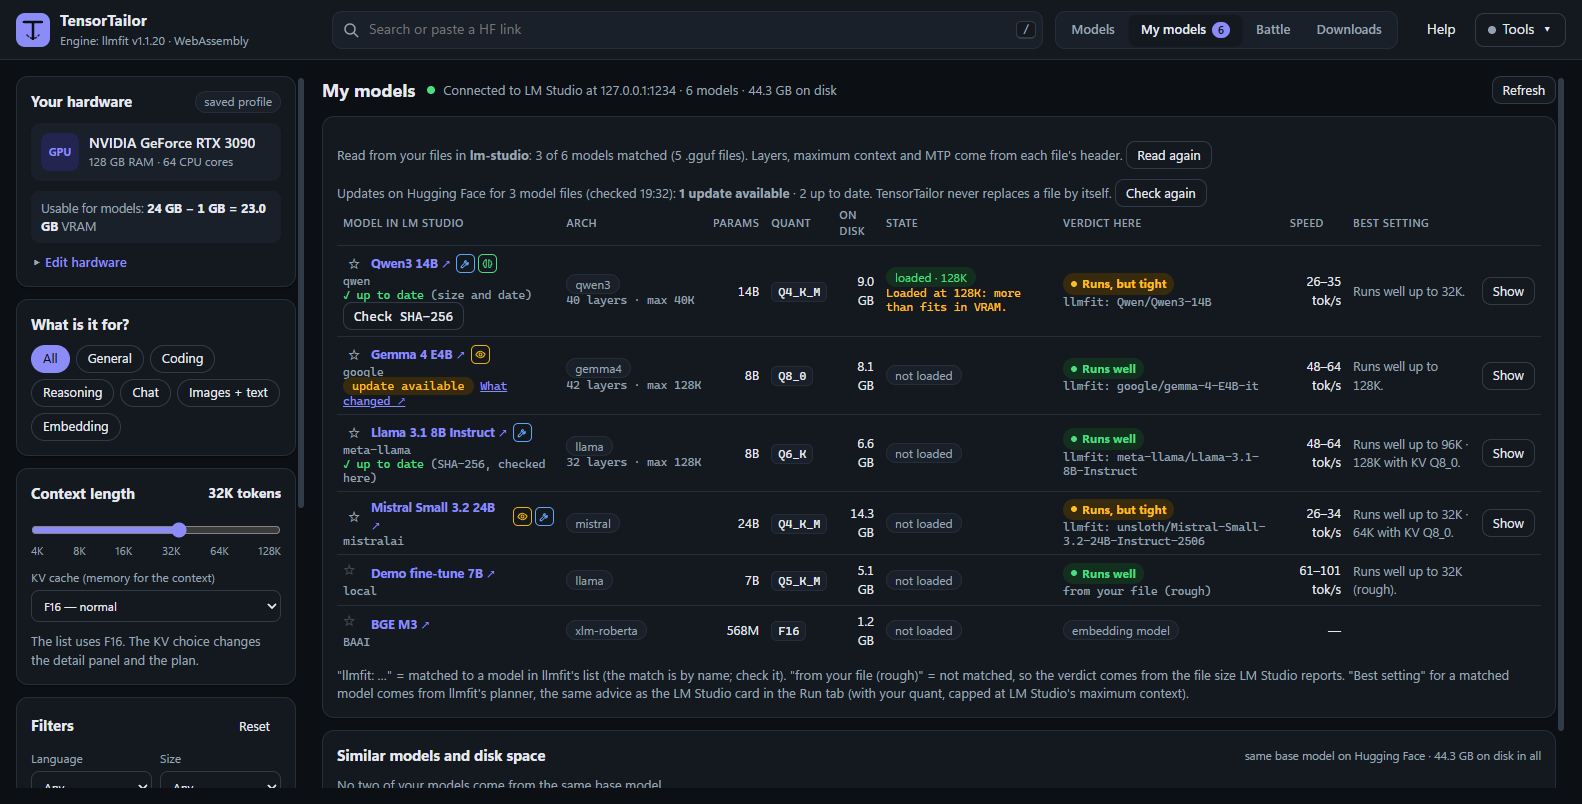 TensorTailor
Engine: llmfit v1.1.20 · WebAssembly
Search or paste a HF link
/
Models
My models 6
Battle
Downloads
Help
Tools ▾
Your hardware
saved profile
GPU
NVIDIA GeForce RTX 3090
128 GB RAM · 64 CPU cores
Usable for models: 24 GB − 1 GB = 23.0
GB VRAM
▸ Edit hardware
What is it for?
All
General
Coding
Reasoning
Chat
Images + text
Embedding
Context length
32K tokens
4K 8K 16K 32K 64K 128K
KV cache (memory for the context)
F16 — normal
The list uses F16. The KV choice changes
the detail panel and the plan.
Filters
Reset
Language
Size
Any
Any
My models
Connected to LM Studio at 127.0.0.1:1234 · 6 models · 44.3 GB on disk
Refresh
Read from your files in lm-studio: 3 of 6 models matched (5 .gguf files). Layers, maximum context and MTP come from each file's header.
Read again
Updates on Hugging Face for 3 model files (checked 19:32): 1 update available · 2 up to date. TensorTailor never replaces a file by itself.
Check again
MODEL IN LM STUDIO
ARCH
PARAMS
QUANT
ON
DISK
STATE
VERDICT HERE
SPEED
BEST SETTING
☆ Qwen3 14B ↗
qwen
✓ up to date (size and date)
Check SHA-256
qwen3
40 layers · max 40K
14B
Q4_K_M
9.0
GB
loaded · 128K
Loaded at 128K: more
than fits in VRAM.
Runs, but tight
llmfit: Qwen/Qwen3-14B
26–35
tok/s
Runs well up to 32K.
Show
☆ Gemma 4 E4B ↗
google
update available What
changed ↗
gemma4
42 layers · max 128K
8B
Q8_0
8.1
GB
not loaded
Runs well
llmfit: google/gemma-4-E4B-it
48–64
tok/s
Runs well up to
128K.
Show
☆ Llama 3.1 8B Instruct ↗
meta-llama
✓ up to date (SHA-256, checked
here)
llama
32 layers · max 128K
8B
Q6_K
6.6
GB
not loaded
Runs well
llmfit: meta-llama/Llama-3.1-
8B-Instruct
48–64
tok/s
Runs well up to 96K ·
128K with KV Q8_0.
Show
☆ Mistral Small 3.2 24B
↗
mistralai
mistral
24B
Q4_K_M
14.3
GB
not loaded
Runs, but tight
llmfit: unsloth/Mistral-Small-
3.2-24B-Instruct-2506
26–34
tok/s
Runs well up to 32K ·
64K with KV Q8_0.
Show
☆ Demo fine-tune 7B ↗
local
llama
7B
Q5_K_M
5.1
GB
not loaded
Runs well
from your file (rough)
61–101
tok/s
Runs well up to 32K
(rough).
☆ BGE M3 ↗
BAAI
xlm-roberta
568M
F16
1.2
GB
not loaded
embedding model
—
"llmfit: ..." = matched to a model in llmfit's list (the match is by name; check it). "from your file (rough)" = not matched, so the verdict comes from the file size LM Studio reports. "Best setting" for a matched
model comes from llmfit's planner, the same advice as the LM Studio card in the Run tab (with your quant, capped at LM Studio's maximum context).
Similar models and disk space
same base model on Hugging Face · 44.3 GB on disk in all
No two of your models come from the same base model.